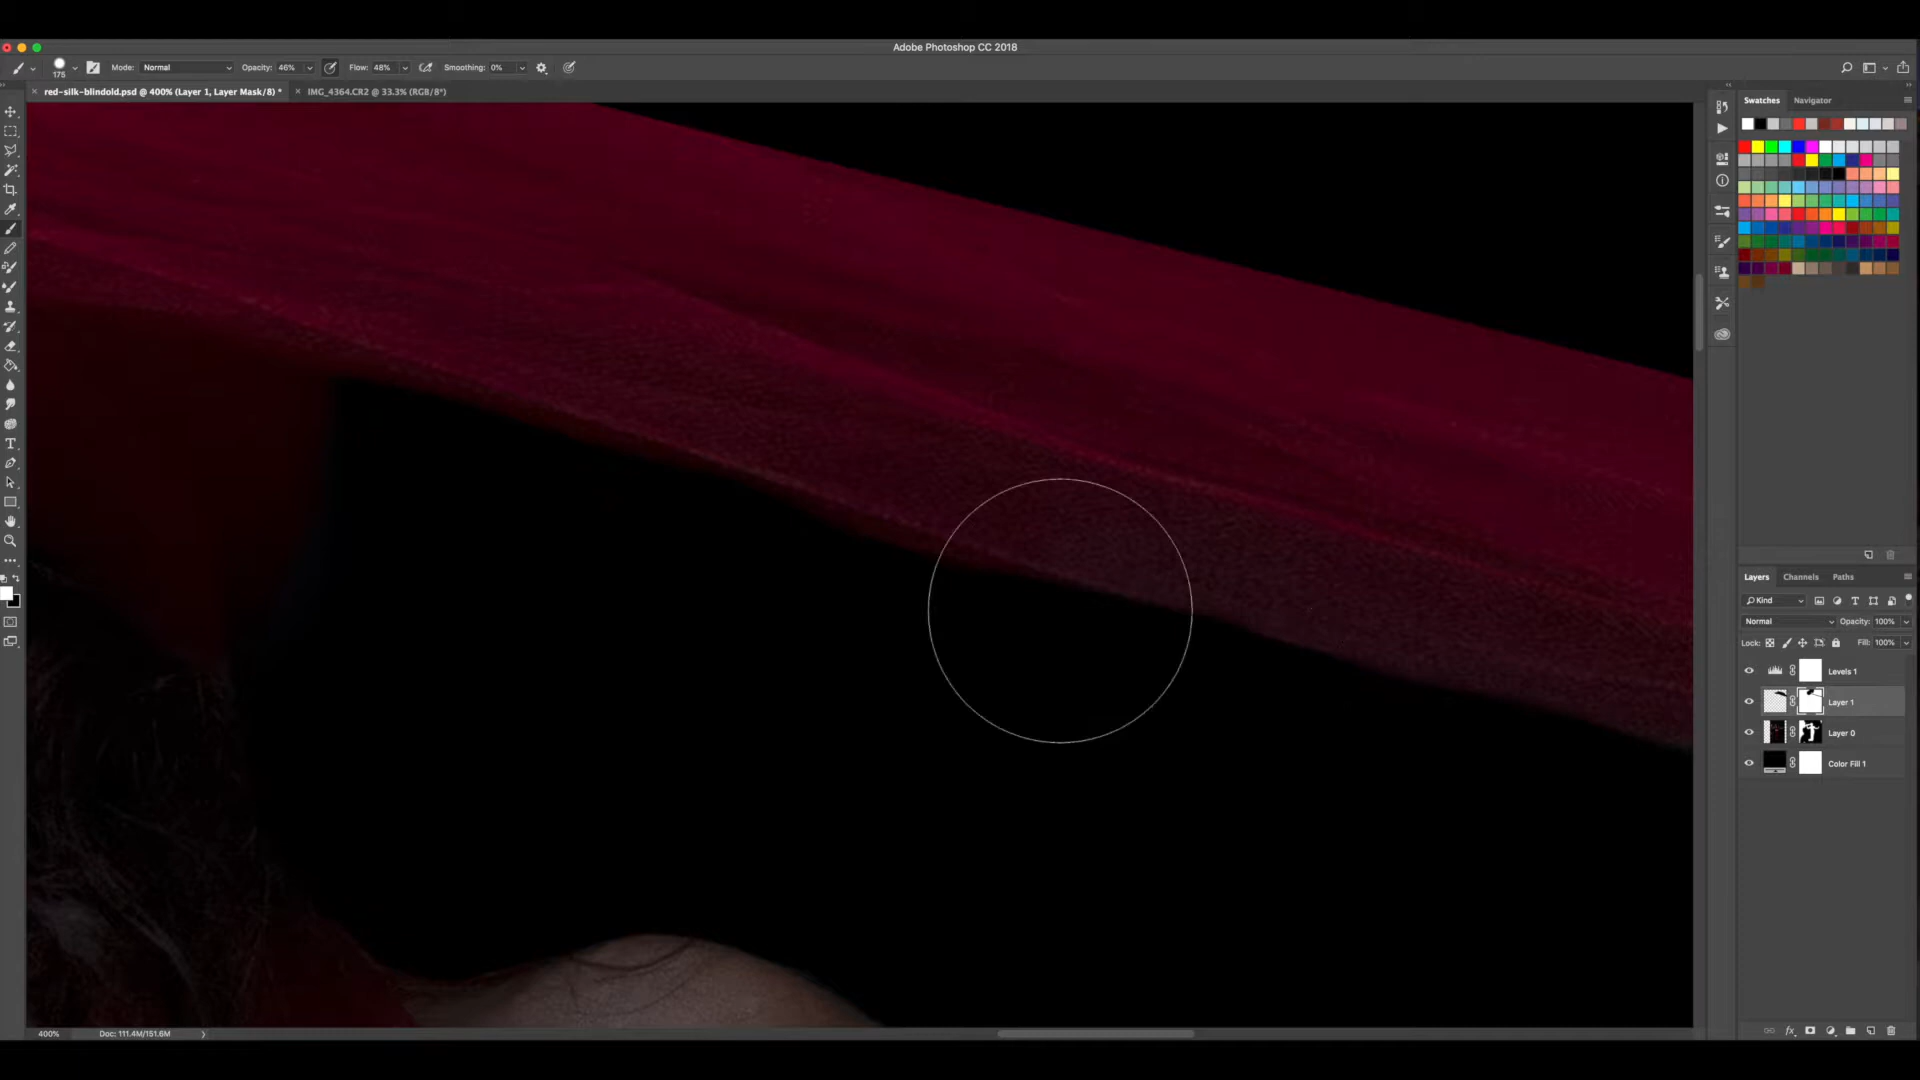 Adobe Photoshop CC 2018
175
Mode: Normal
Opacity: 46%
Flow: 48%
Smoothing: 0%
red-silk-blindold.psd @ 400% (Layer 1, Layer Mask/8) *
IMG_4364.CR2 @ 33.3% (RGB/8*)
Swatches
Navigator
Layers
Channels
Paths
Kind
Normal
Opacity: 100%
Lock:
Fill: 100%
Levels 1
Layer 1
Layer 0
Color Fill 1
400%
Doc: 111.4M/151.6M